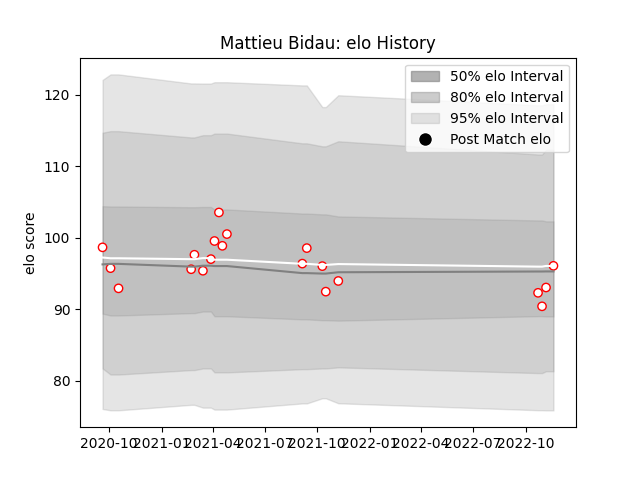 Mattieu Bidau: elo History
50% elo Interval
80% elo Interval
95% elo Interval
Post Match elo
elo score
120
110
100
90
80
2020-10
2021-01
2021-04
2021-07
2021-10
2022-01
2022-04
2022-07
2022-10